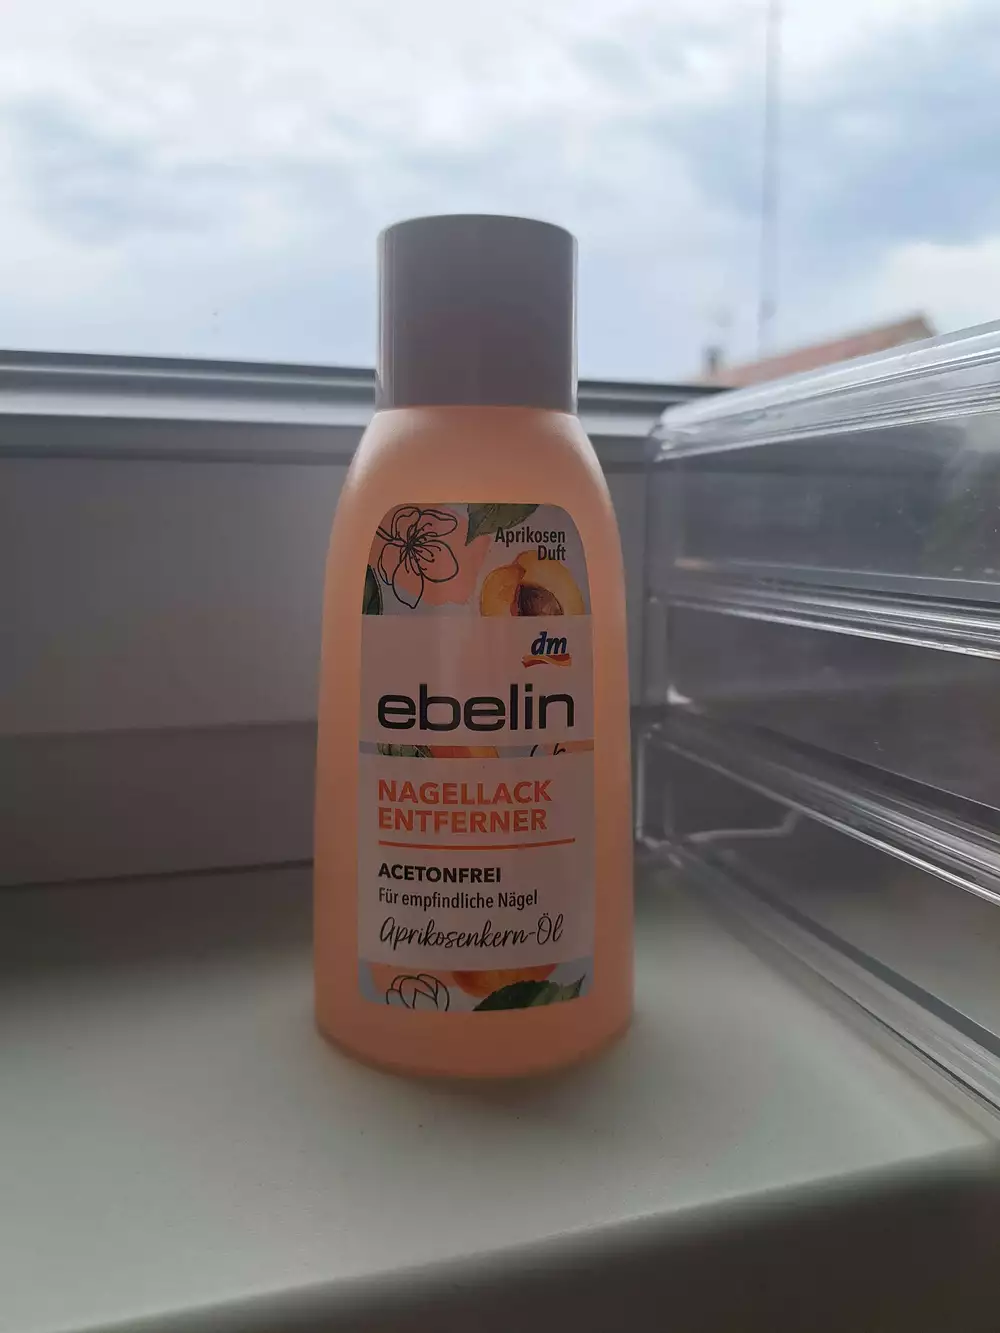 Aprikosen
Duft
dm
ebelin
NAGELLACK
ENTFERNER
ACETONFREI
Für empfindliche Nägel
Aprikosenkern-Öl